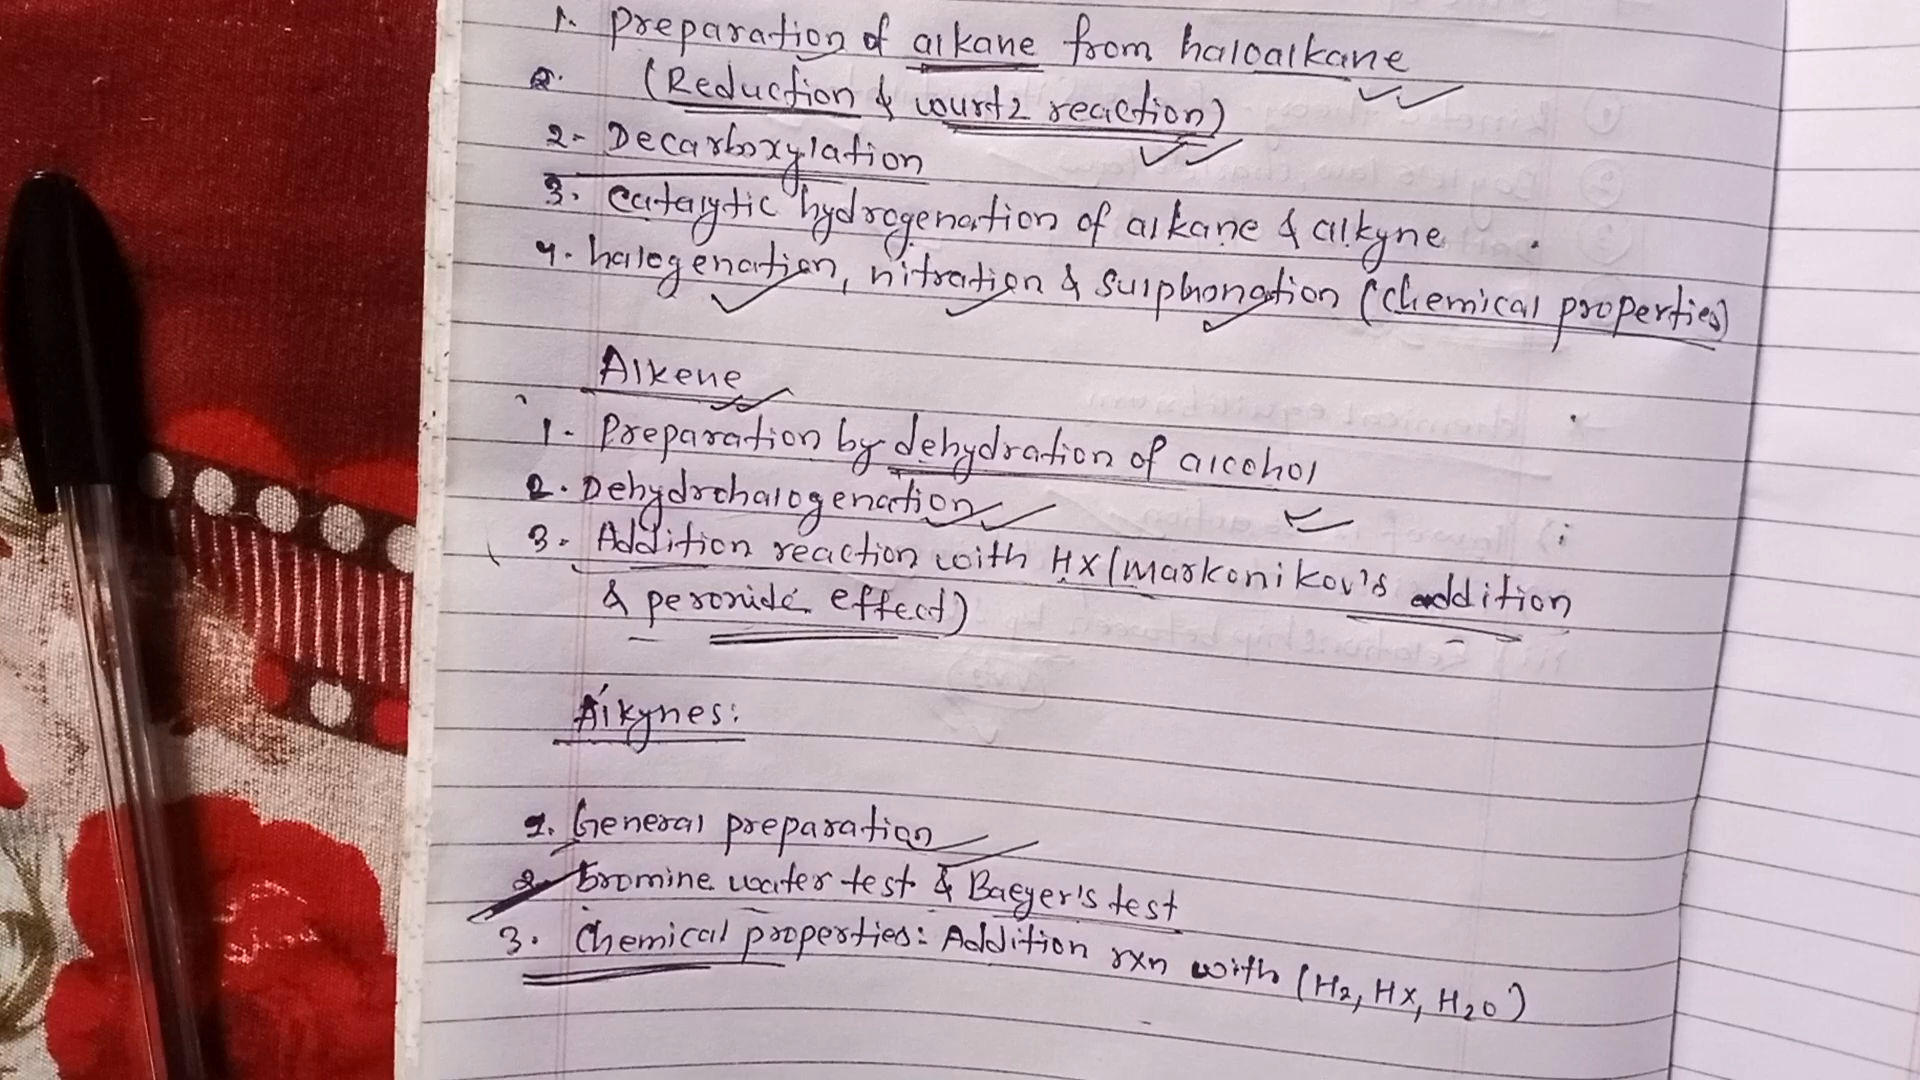 1. Preparation of alkane from haloalkane
(Reduction & wurtz reaction)
2- Decarboxylation
3. Catalytic hydrogenation of alkane & alkyne
4. halogenation, nitration & Sulphonation (Chemical properties)
Alkene
1- Preparation by dehydration of alcohol
2. Dehydrohalogenation
3- Addition reaction with HX (Markonikov's addition
& peroxide effect)
Alkynes:
1. General preparation
2. Bromine water test & Baeyer's test
3. Chemical properties: Addition rxn with (H2, HX, H2O)